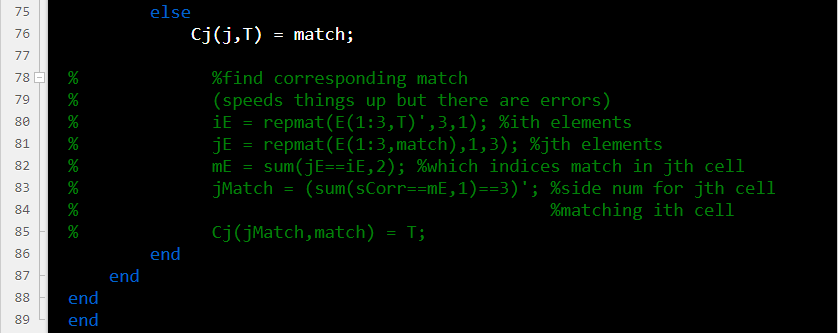 75 else
76 Cj(j,T) = match;
77
78 % %find corresponding match
79 % (speeds things up but there are errors)
80 % iE = repmat(E(1:3,T)',3,1); %ith elements
81 % jE = repmat(E(1:3,match),1,3); %jth elements
82 % mE = sum(jE==iE,2); %which indices match in jth cell
83 % jMatch = (sum(sCorr==mE,1)==3)'; %side num for jth cell
84 % %matching ith cell
85 % Cj(jMatch,match) = T;
86 end
87 end
88 end
89 end